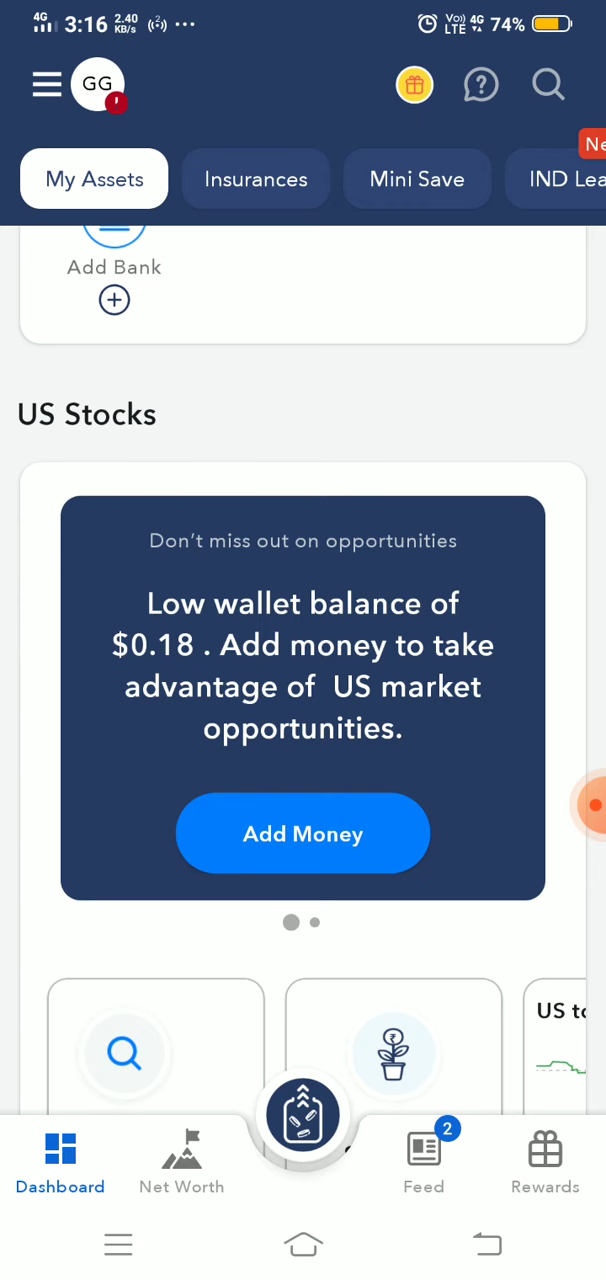 4G 3:16 2.40 KB/s ... Vo)) LTE 4G 74%
GG
Ne
My Assets Insurances Mini Save IND Lea
Add Bank
US Stocks
Don't miss out on opportunities
Low wallet balance of
$0.18 . Add money to take
advantage of US market
opportunities.
Add Money
US to
₹
2
Dashboard Net Worth Feed Rewards